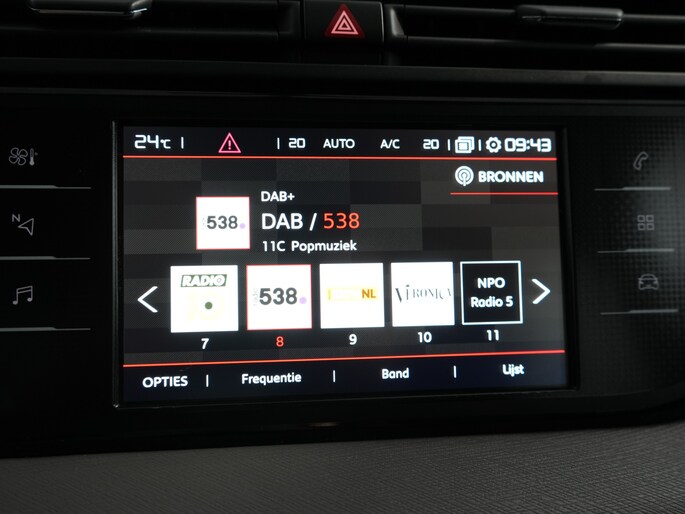 24°C 20 AUTO A/C 20 09:43
BRONNEN
DAB+
538 DAB / 538
11C Popmuziek
RADIO 538 NL VERONICA NPO
Radio 5
7 8 9 10 11
OPTIES Frequentie Band Lijst
N